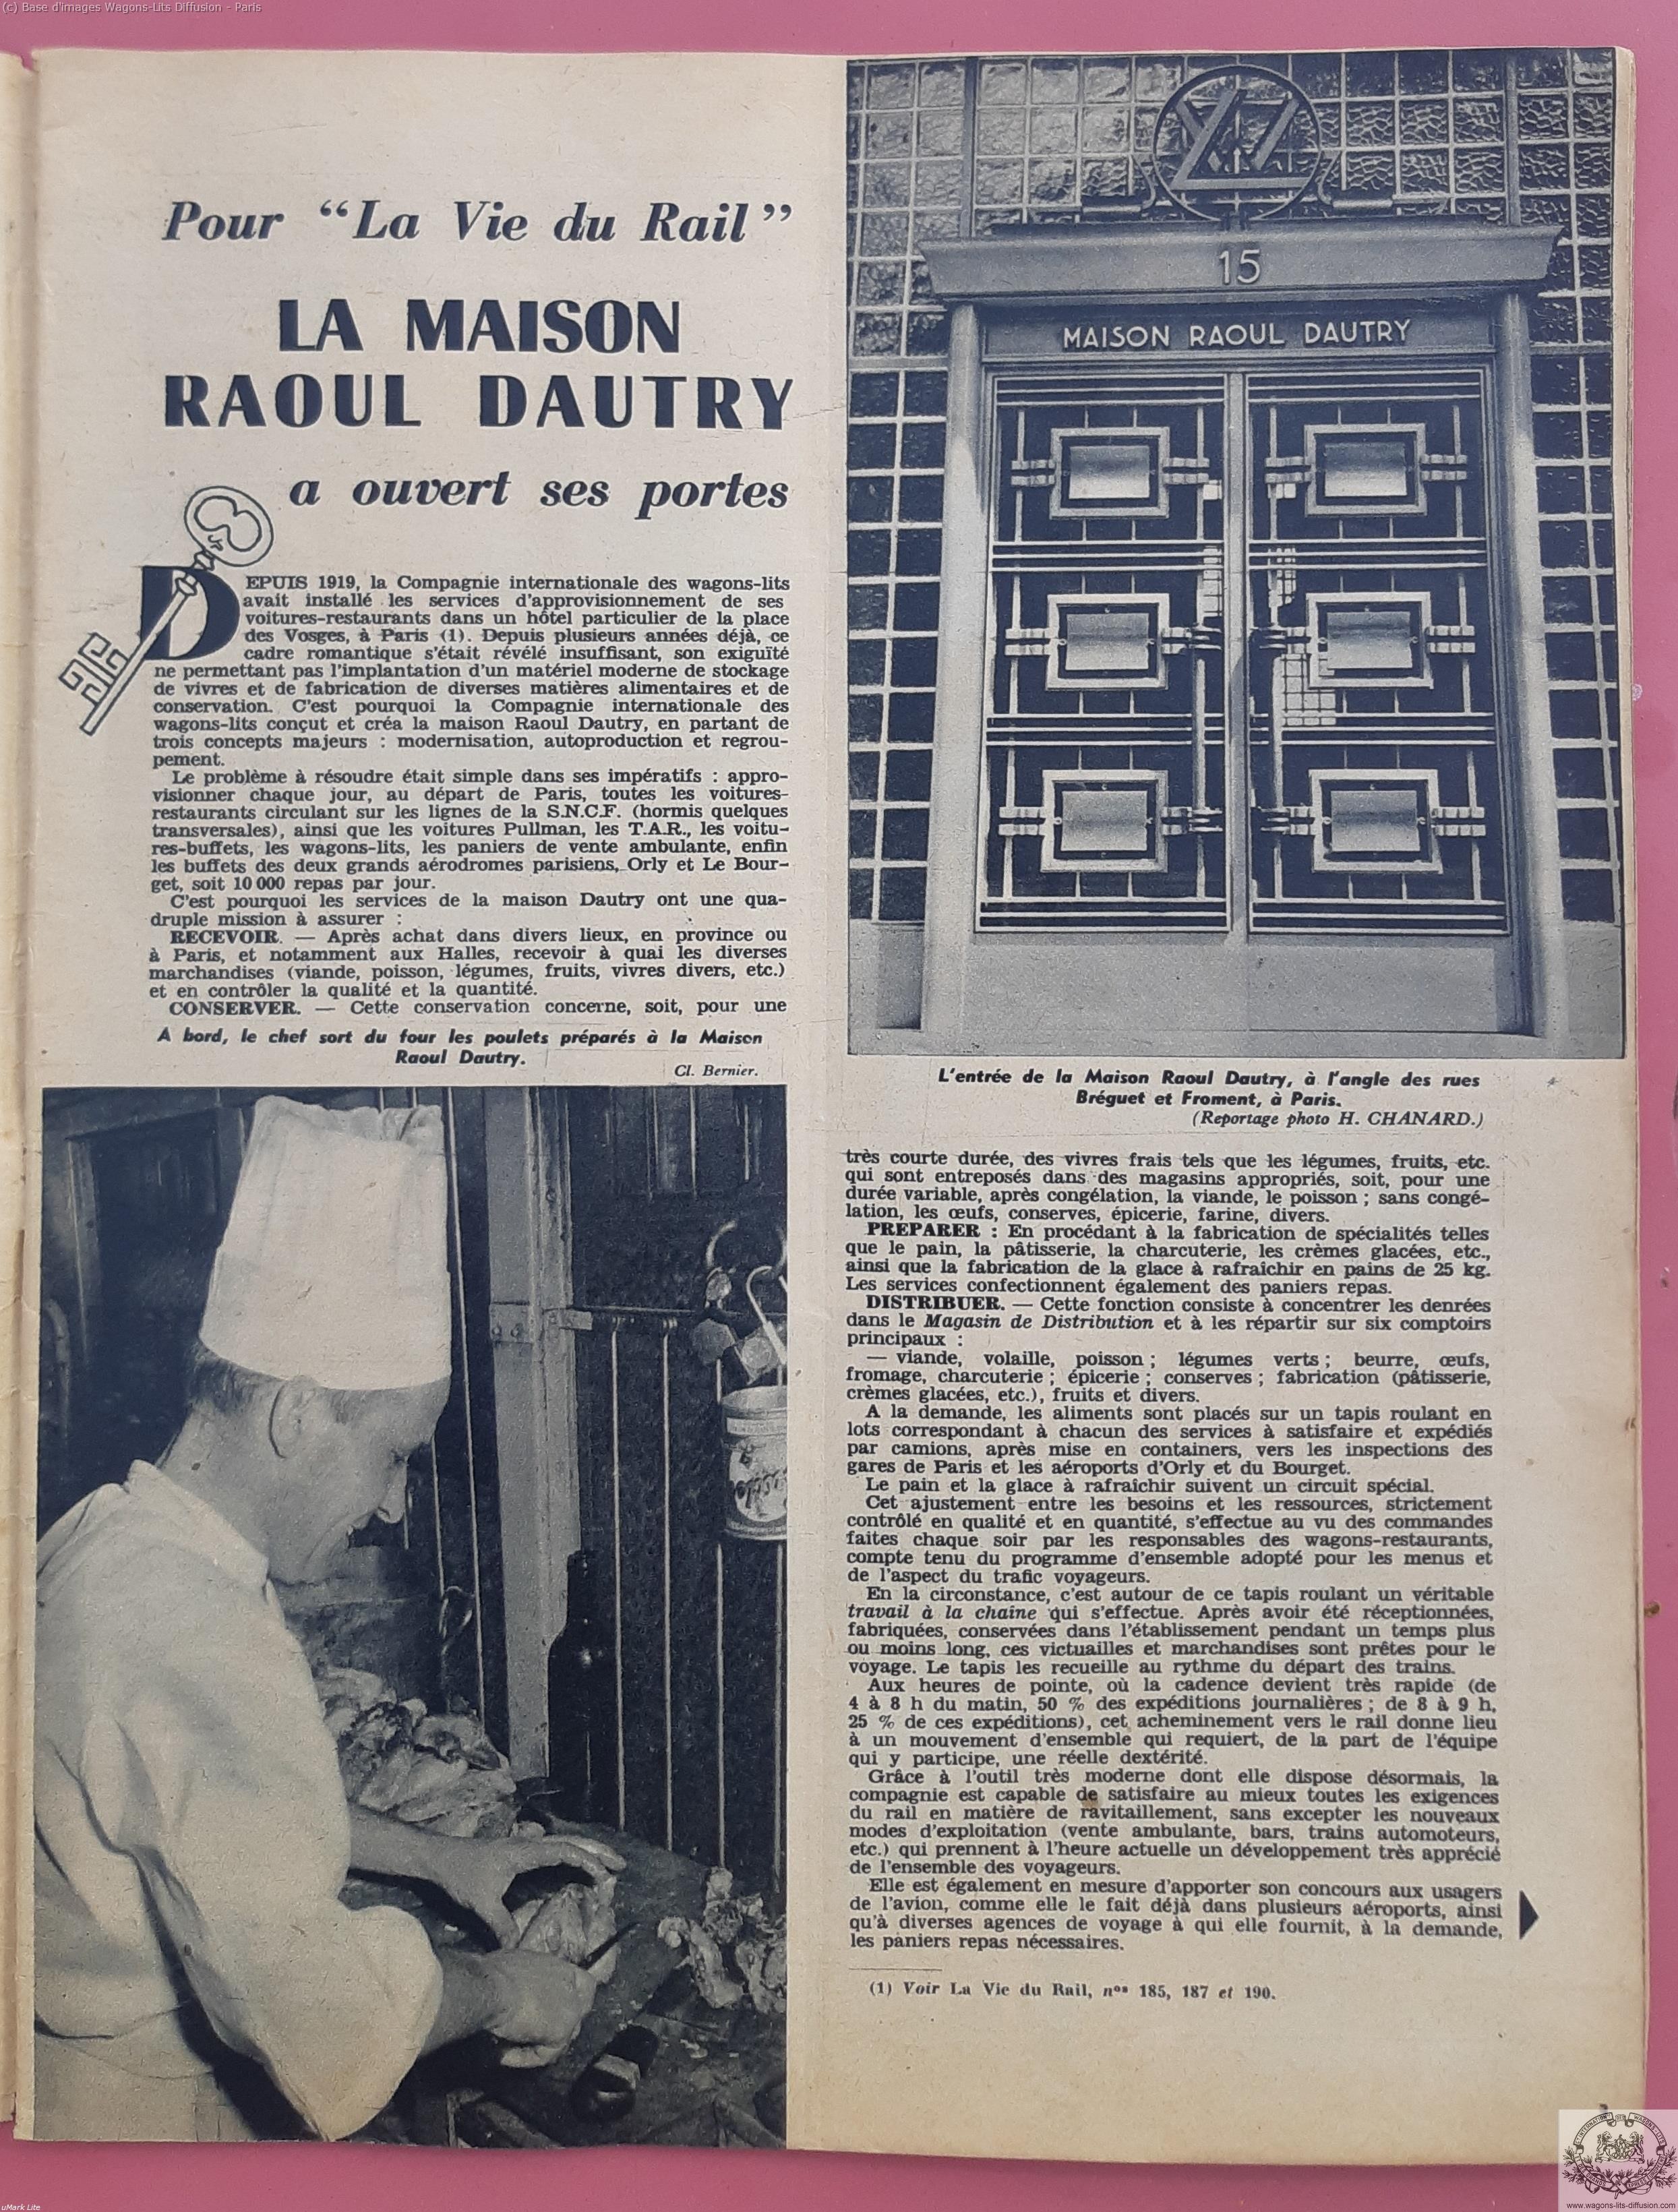 (c) Base d'images Wagons-Lits Diffusion - Paris
Pour “La Vie du Rail”
LA MAISON
RAOUL DAUTRY
a ouvert ses portes
DEPUIS 1919, la Compagnie internationale des wagons-lits
avait installé les services d'approvisionnement de ses
voitures-restaurants dans un hôtel particulier de la place
des Vosges, à Paris (1). Depuis plusieurs années déjà, ce
cadre romantique s'était révélé insuffisant, son exiguïté
ne permettant pas l'implantation d'un matériel moderne de stockage
de vivres et de fabrication de diverses matières alimentaires et de
conservation. C'est pourquoi la Compagnie internationale des
wagons-lits conçut et créa la maison Raoul Dautry, en partant de
trois concepts majeurs : modernisation, autoproduction et regrou-
pement.
Le problème à résoudre était simple dans ses impératifs : appro-
visionner chaque jour, au départ de Paris, toutes les voitures-
restaurants circulant sur les lignes de la S.N.C.F. (hormis quelques
transversales), ainsi que les voitures Pullman, les T.A.R., les voitu-
res-buffets, les wagons-lits, les paniers de vente ambulante, enfin
les buffets des deux grands aérodromes parisiens, Orly et Le Bour-
get, soit 10 000 repas par jour.
C'est pourquoi les services de la maison Dautry ont une qua-
druple mission à assurer :
RECEVOIR. — Après achat dans divers lieux, en province ou
à Paris, et notamment aux Halles, recevoir à quai les diverses
marchandises (viande, poisson, légumes, fruits, vivres divers, etc.)
et en contrôler la qualité et la quantité.
CONSERVER. — Cette conservation concerne, soit, pour une
A bord, le chef sort du four les poulets préparés à la Maison
Raoul Dautry.
Cl. Bernier.
15
MAISON RAOUL DAUTRY
L'entrée de la Maison Raoul Dautry, à l'angle des rues
Bréguet et Froment, à Paris.
(Reportage photo H. CHANARD.)
très courte durée, des vivres frais tels que les légumes, fruits, etc.
qui sont entreposés dans des magasins appropriés, soit, pour une
durée variable, après congélation, la viande, le poisson ; sans congé-
lation, les œufs, conserves, épicerie, farine, divers.
PREPARER : En procédant à la fabrication de spécialités telles
que le pain, la pâtisserie, la charcuterie, les crèmes glacées, etc.,
ainsi que la fabrication de la glace à rafraîchir en pains de 25 kg.
Les services confectionnent également des paniers repas.
DISTRIBUER. — Cette fonction consiste à concentrer les denrées
dans le Magasin de Distribution et à les répartir sur six comptoirs
principaux :
— viande, volaille, poisson ; légumes verts ; beurre, œufs,
fromage, charcuterie ; épicerie ; conserves ; fabrication (pâtisserie,
crèmes glacées, etc.), fruits et divers.
A la demande, les aliments sont placés sur un tapis roulant en
lots correspondant à chacun des services à satisfaire et expédiés
par camions, après mise en containers, vers les inspections des
gares de Paris et les aéroports d'Orly et du Bourget.
Le pain et la glace à rafraîchir suivent un circuit spécial.
Cet ajustement entre les besoins et les ressources, strictement
contrôlé en qualité et en quantité, s'effectue au vu des commandes
faites chaque soir par les responsables des wagons-restaurants,
compte tenu du programme d'ensemble adopté pour les menus et
de l'aspect du trafic voyageurs.
En la circonstance, c'est autour de ce tapis roulant un véritable
travail à la chaîne qui s'effectue. Après avoir été réceptionnées,
fabriquées, conservées dans l'établissement pendant un temps plus
ou moins long, ces victuailles et marchandises sont prêtes pour le
voyage. Le tapis les recueille au rythme du départ des trains.
Aux heures de pointe, où la cadence devient très rapide (de
4 à 8 h du matin, 50 % des expéditions journalières ; de 8 à 9 h,
25 % de ces expéditions), cet acheminement vers le rail donne lieu
à un mouvement d'ensemble qui requiert, de la part de l'équipe
qui y participe, une réelle dextérité.
Grâce à l'outil très moderne dont elle dispose désormais, la
compagnie est capable de satisfaire au mieux toutes les exigences
du rail en matière de ravitaillement, sans excepter les nouveaux
modes d'exploitation (vente ambulante, bars, trains automoteurs,
etc.) qui prennent à l'heure actuelle un développement très apprécié
de l'ensemble des voyageurs.
Elle est également en mesure d'apporter son concours aux usagers
de l'avion, comme elle le fait déjà dans plusieurs aéroports, ainsi
qu'à diverses agences de voyage à qui elle fournit, à la demande,
les paniers repas nécessaires.
(1) Voir La Vie du Rail, nos 185, 187 et 190.
www.wagons-lits-diffusion.com
uMark Lite